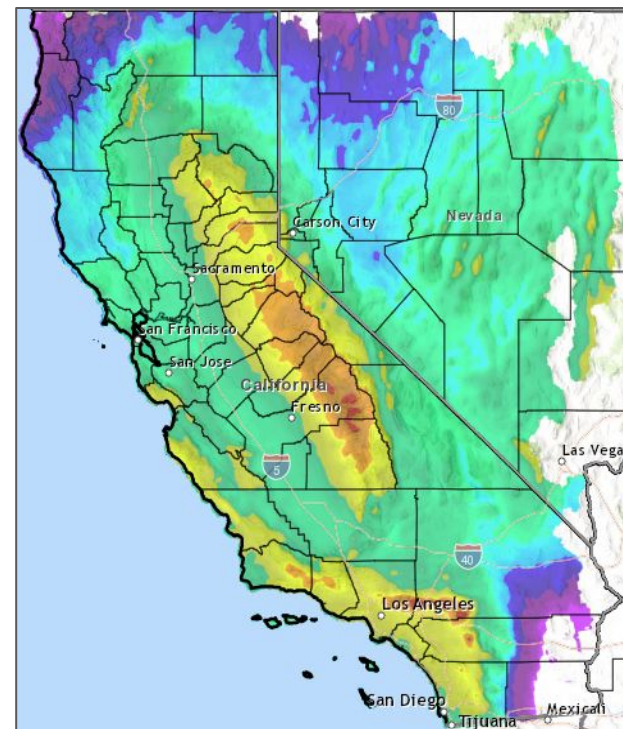 80
Carson City
Nevada
Sacramento
San Francisco
San Jose
California
Fresno
5
Las Vega
40
Los Angeles
San Diego
Mexicali
Tijuana